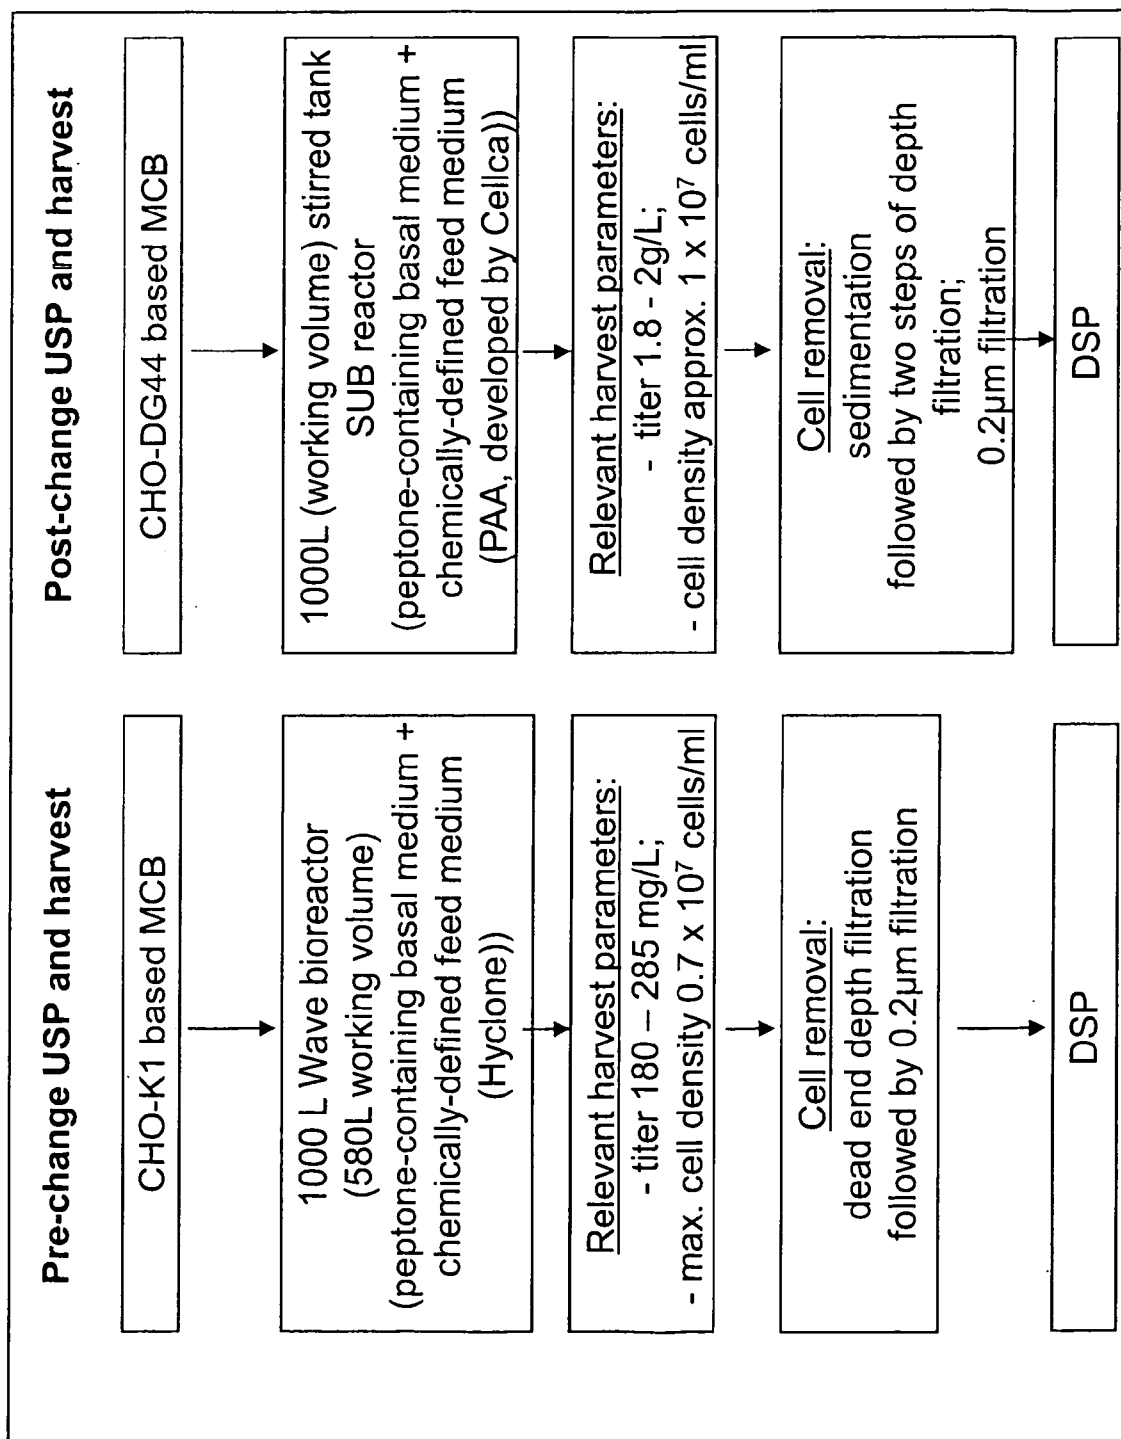 Pre-change USP and harvest
CHO-K1 based MCB
1000 L Wave bioreactor
(580L working volume)
(peptone-containing basal medium +
chemically-defined feed medium
(Hyclone))
Relevant harvest parameters:
- titer 180 – 285 mg/L;
- max. cell density 0.7 x 10⁷ cells/ml
Cell removal:
dead end depth filtration
followed by 0.2µm filtration
DSP
Post-change USP and harvest
CHO-DG44 based MCB
1000L (working volume) stirred tank
SUB reactor
(peptone-containing basal medium +
chemically-defined feed medium
(PAA, developed by Cellca))
Relevant harvest parameters:
- titer 1.8 - 2g/L;
- cell density approx. 1 x 10⁷ cells/ml
Cell removal:
sedimentation
followed by two steps of depth
filtration;
0.2µm filtration
DSP